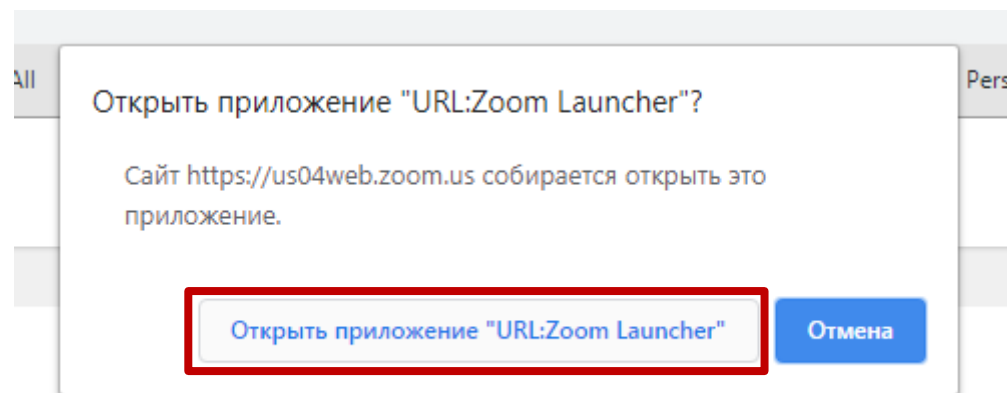 All
Pers
Открыть приложение "URL:Zoom Launcher"?
Сайт https://us04web.zoom.us собирается открыть это
приложение.
Открыть приложение "URL:Zoom Launcher"
Отмена